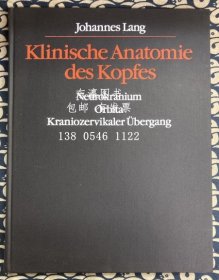 Johannes Lang
Klinische Anatomie
des Kopfes
Neurokranium
Orbita
Kraniozervikaler Übergang
包邮
138 0546 1122